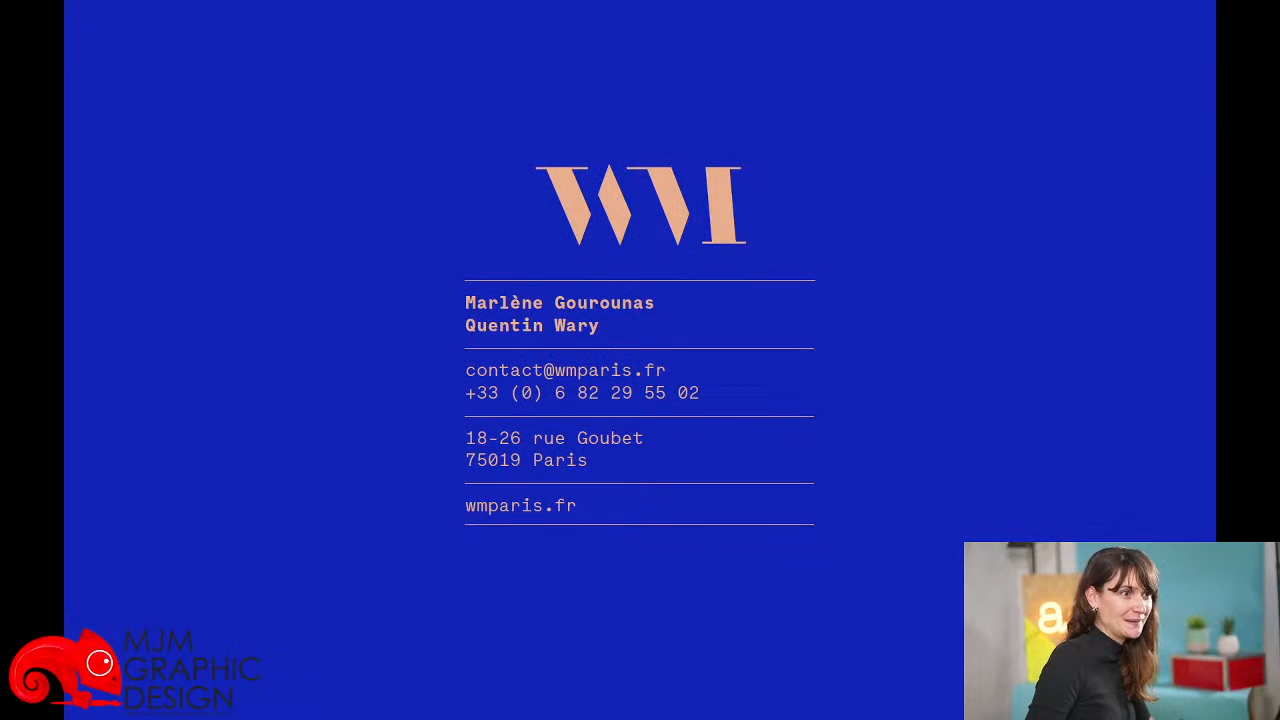 WM
Marlène Gourounas
Quentin Wary
contact@wmparis.fr
+33 (0) 6 82 29 55 02
18-26 rue Goubet
75019 Paris
wmparis.fr
MJM
GRAPHIC
DESIGN
a